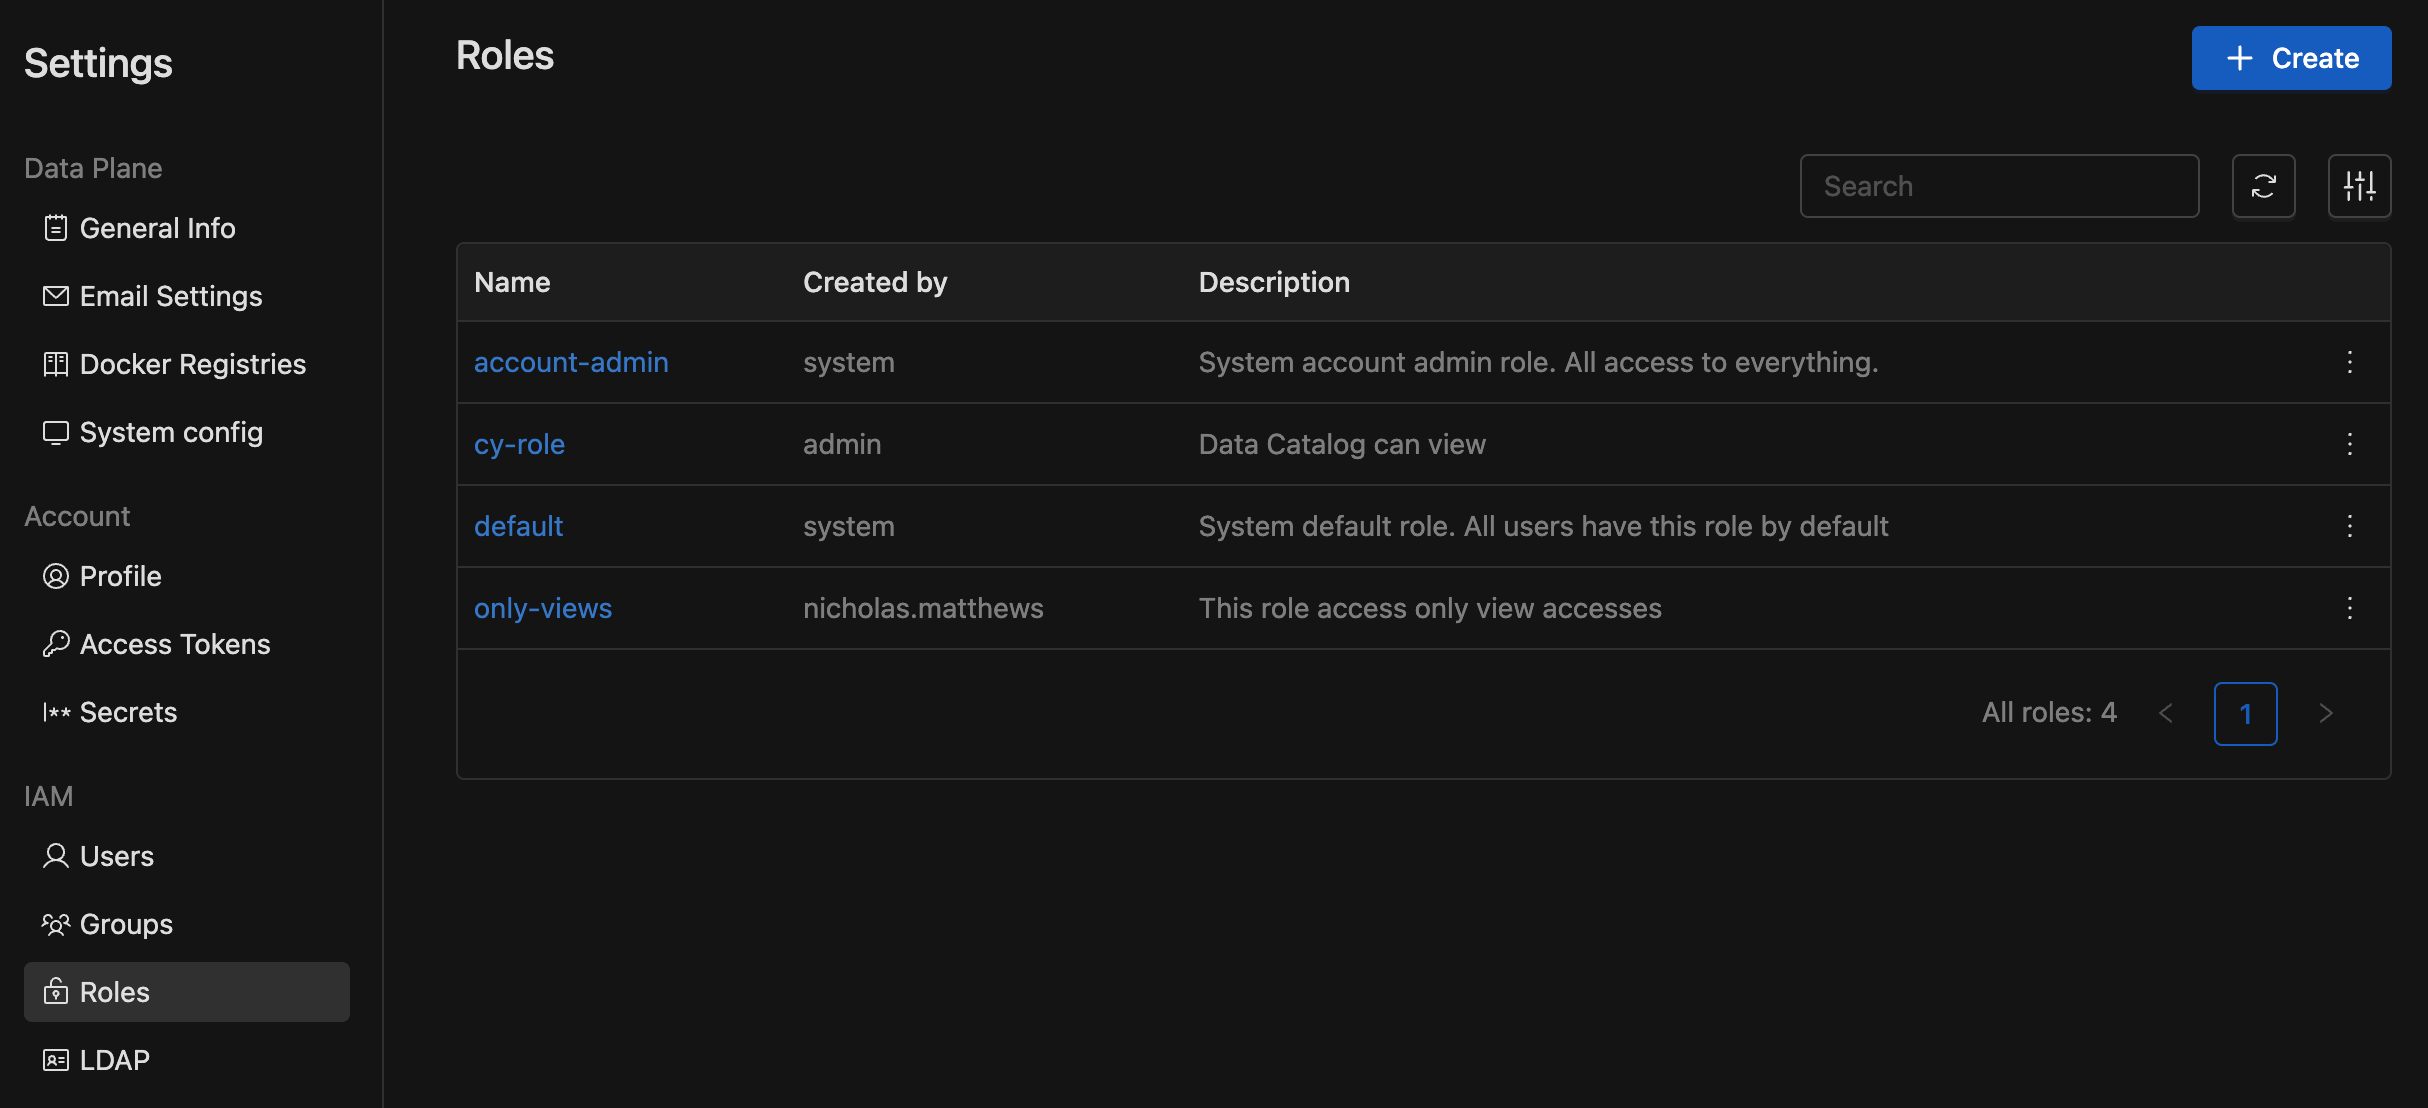 Settings
Data Plane
General Info
Email Settings
Docker Registries
System config
Account
Profile
Access Tokens
Secrets
IAM
Users
Groups
Roles
LDAP
Roles
Create
Search
Name Created by Description
account-admin system System account admin role. All access to everything.
cy-role admin Data Catalog can view
default system System default role. All users have this role by default
only-views nicholas.matthews This role access only view accesses
All roles: 4 < 1 >